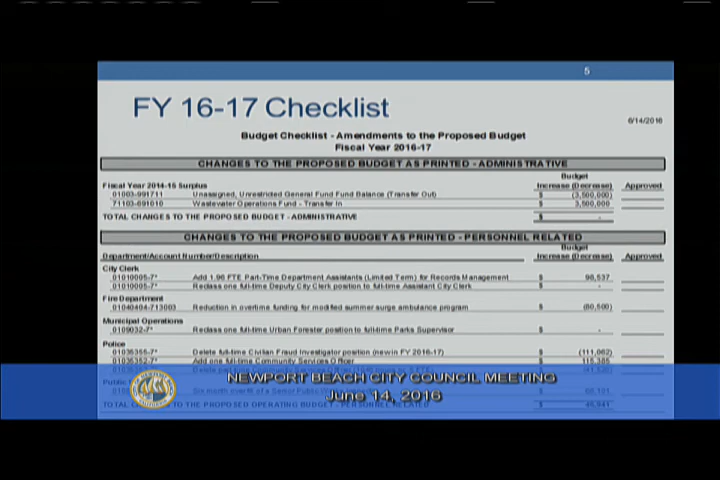 5
FY 16-17 Checklist
6/14/2016
Budget Checklist - Amendments to the Proposed Budget
Fiscal Year 2016-17
CHANGES TO THE PROPOSED BUDGET AS PRINTED - ADMINISTRATIVE
Budget
Fiscal Year 2014-15 Surplus Increase (Decrease) Approved
01003-991711 Unassigned, Unrestricted General Fund Fund Balance (Transfer Out) $ (3,500,000)
71103-691010 Wastewater Operations Fund - Transfer In 3,500,000
TOTAL CHANGES TO THE PROPOSED BUDGET - ADMINISTRATIVE $ -
CHANGES TO THE PROPOSED BUDGET AS PRINTED - PERSONNEL RELATED
Budget
Department/Account Number/Description Increase (Decrease) Approved
City Clerk
01010005-7* Add 1.96 FTE Part-Time Department Assistants (Limited Term) for Records Management $ 98,537
01010005-7* Reclass one full-time Deputy City Clerk position to full-time Assistant City Clerk $ -
Fire Department
01040404-713003 Reduction in overtime funding for modified summer surge ambulance program $ (80,500)
Municipal Operations
0109032-7* Reclass one full-time Urban Forester position to full-time Parks Supervisor $ -
Police
01035355-7* Delete full-time Civilian Fraud Investigator position (new in FY 2016-17) $ (111,062)
01035352-7* Add one full-time Community Services Officer $ 115,385
NEWPORT BEACH CITY COUNCIL MEETING
June 14, 2016
TOTAL CHANGES TO THE PROPOSED OPERATING BUDGET - PERSONNEL RELATED $